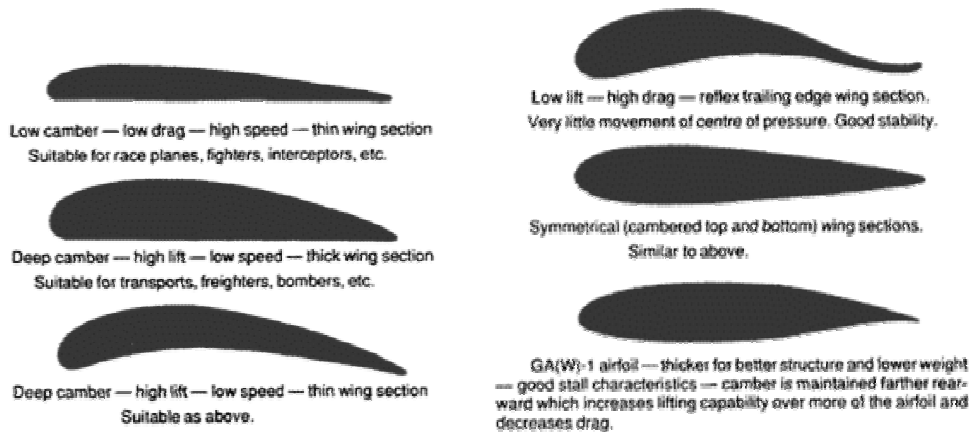 Low camber — low drag — high speed — thin wing section
Suitable for race planes, fighters, interceptors, etc.
Deep camber — high lift — low speed — thick wing section
Suitable for transports, freighters, bombers, etc.
Deep camber — high lift — low speed — thin wing section
Suitable as above.
Low lift — high drag — reflex trailing edge wing section.
Very little movement of centre of pressure. Good stability.
Symmetrical (cambered top and bottom) wing sections.
Similar to above.
GA(W)-1 airfoil — thicker for better structure and lower weight
— good stall characteristics — camber is maintained farther rear-
ward which increases lifting capability over more of the airfoil and
decreases drag.